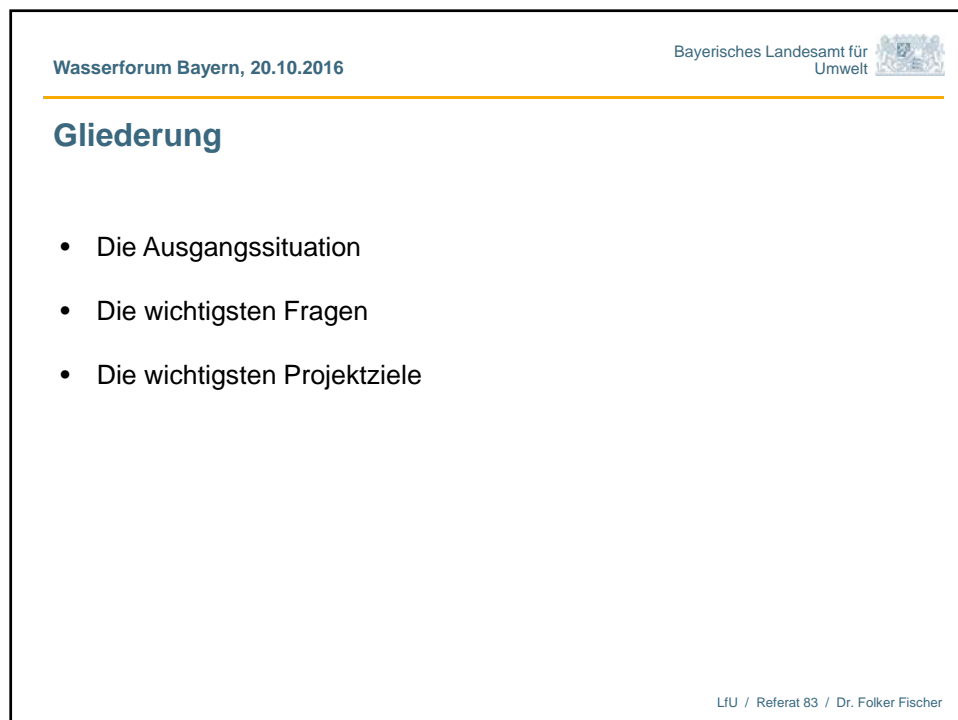 Wasserforum Bayern, 20.10.2016
Bayerisches Landesamt für
Umwelt
Gliederung
• Die Ausgangssituation
• Die wichtigsten Fragen
• Die wichtigsten Projektziele
LfU / Referat 83 / Dr. Folker Fischer